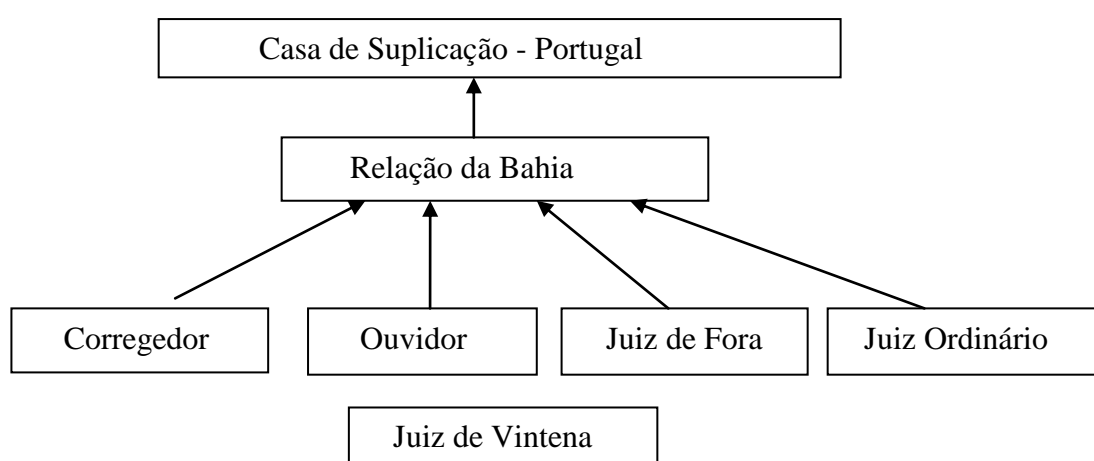 Casa de Suplicação - Portugal
Relação da Bahia
Corregedor
Ouvidor
Juiz de Fora
Juiz Ordinário
Juiz de Vintena